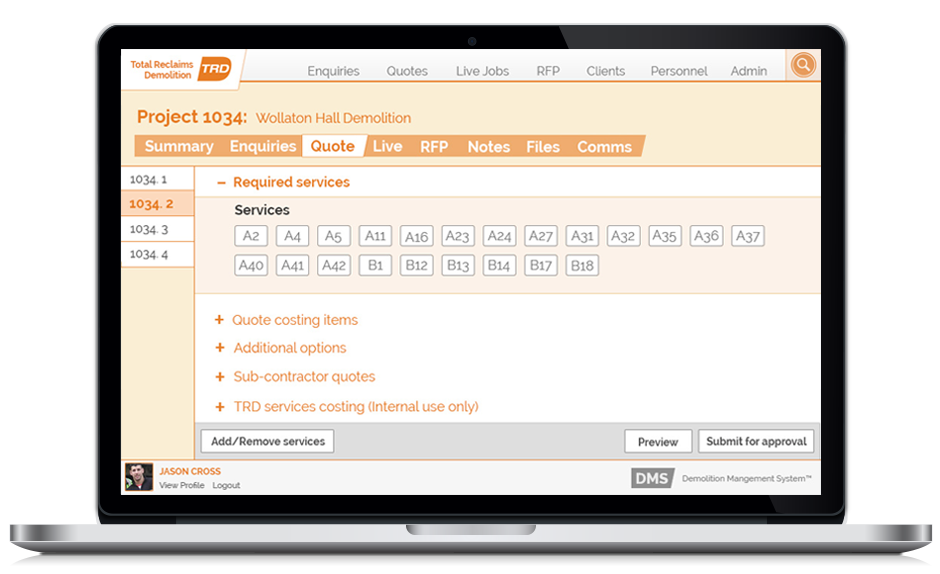 Total Reclaims
Demolition
TRD
Enquiries Quotes Live Jobs RFP Clients Personnel Admin
Project 1034: Wollaton Hall Demolition
Summary Enquiries Quote Live RFP Notes Files Comms
1034. 1
1034. 2
1034. 3
1034. 4
– Required services
Services
A2 A4 A5 A11 A16 A23 A24 A27 A31 A32 A35 A36 A37
A40 A41 A42 B1 B12 B13 B14 B17 B18
+ Quote costing items
+ Additional options
+ Sub-contractor quotes
+ TRD services costing (Internal use only)
Add/Remove services Preview Submit for approval
JASON CROSS
View Profile Logout
DMS Demolition Mangement System™